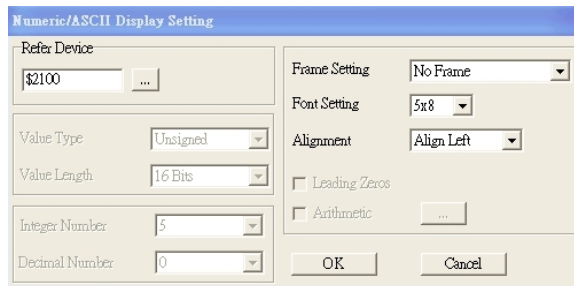 Numeric/ASCII Display Setting
Refer Device
$2100
...
Value Type
Unsigned
Value Length
16 Bits
Integer Number
5
Decimal Number
0
Frame Setting
No Frame
Font Setting
5x8
Alignment
Align Left
Leading Zeros
Arithmetic
...
OK
Cancel